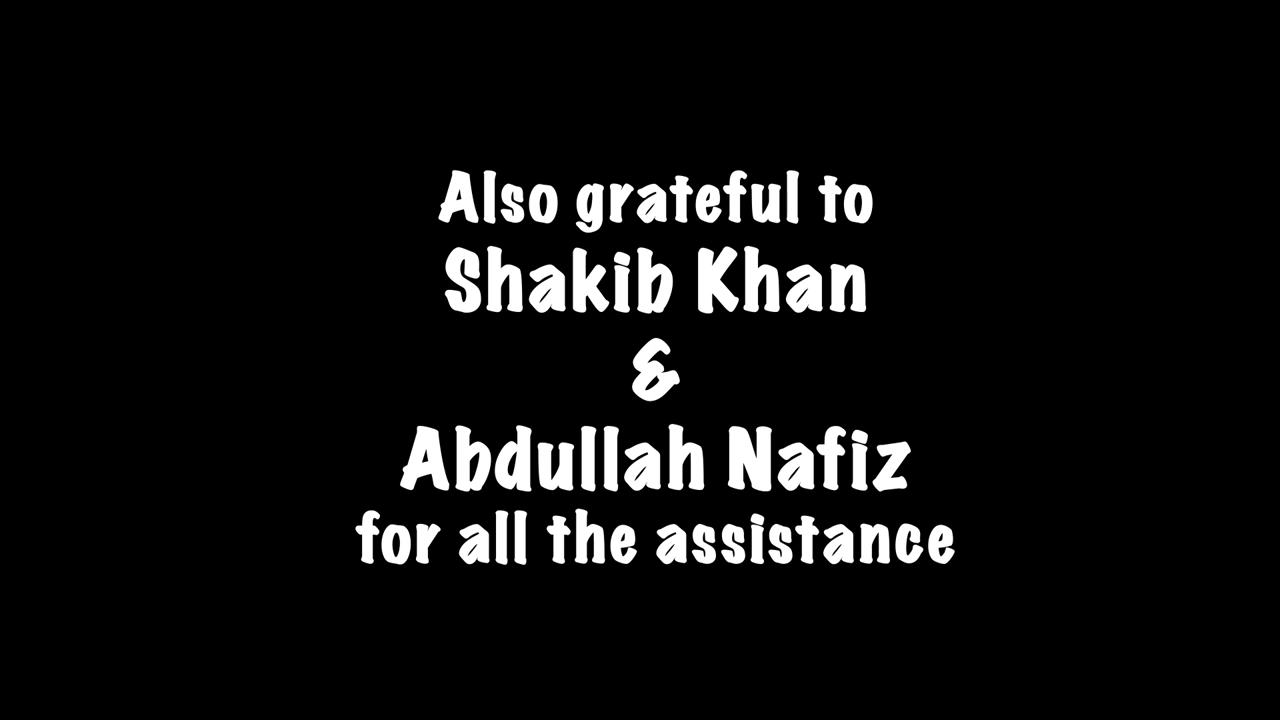 Also grateful to
Shakib Khan
&
Abdullah Nafiz
for all the assistance